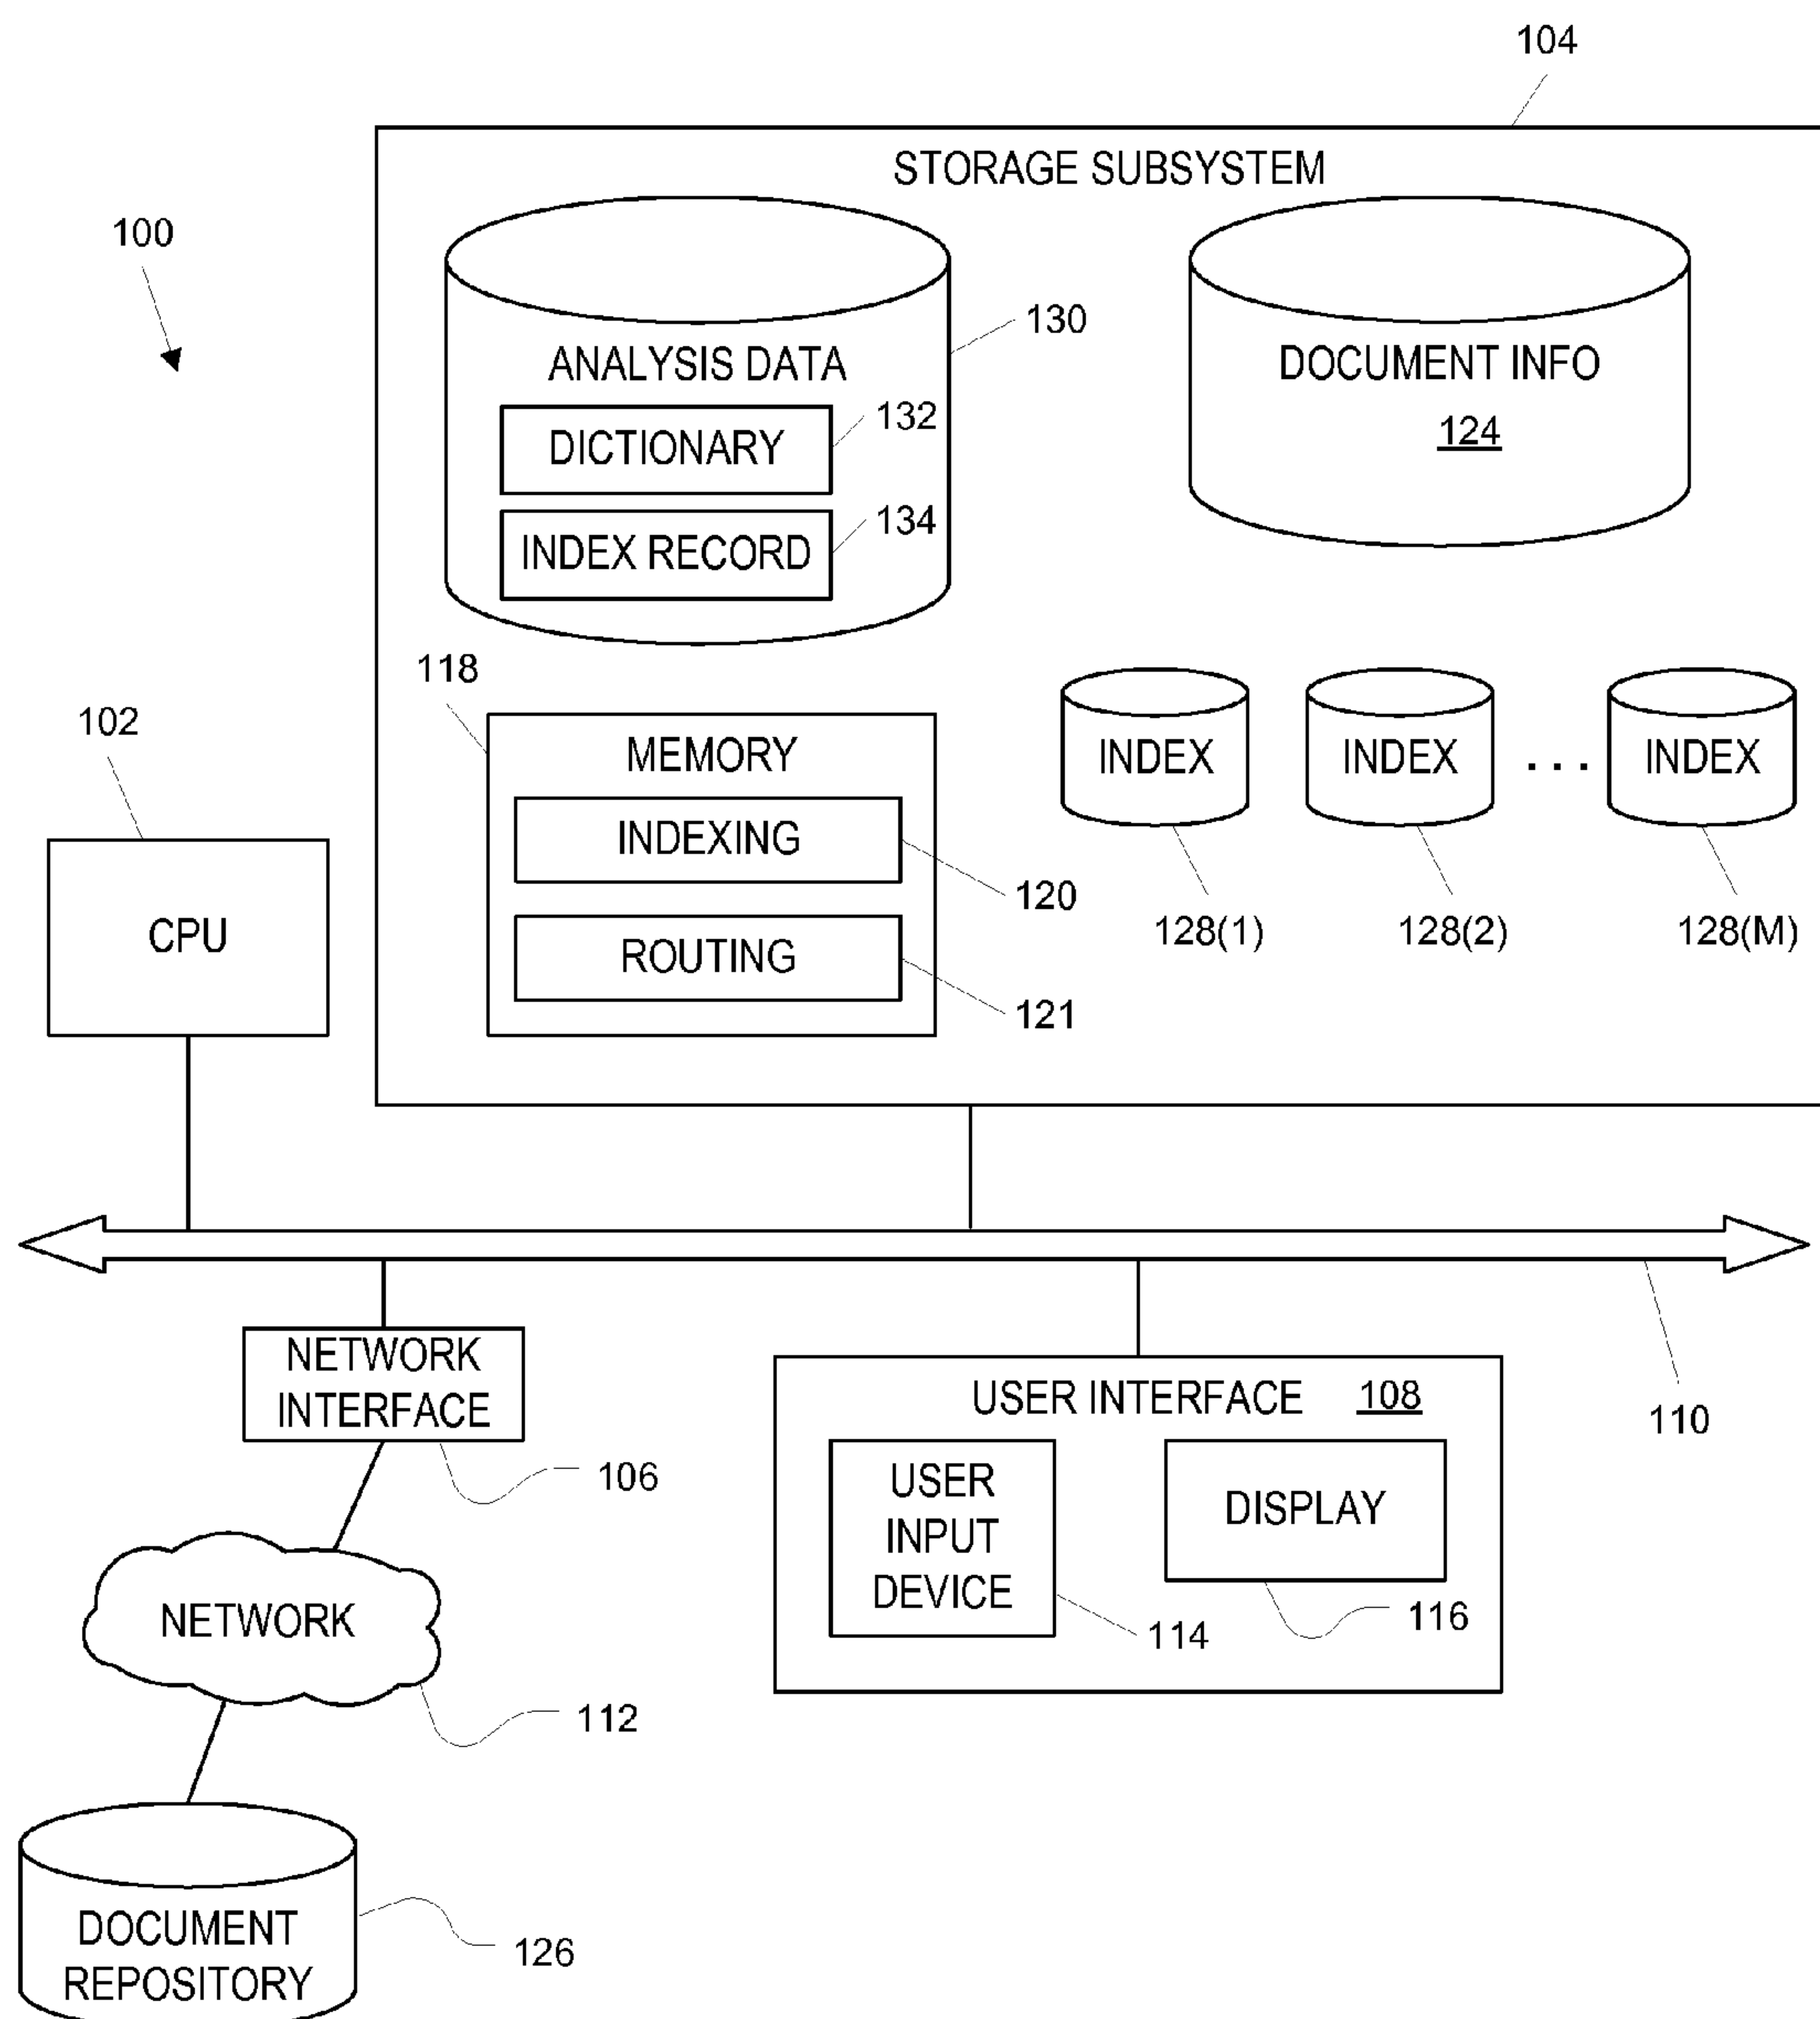 104
STORAGE SUBSYSTEM
100
130
ANALYSIS DATA
DOCUMENT INFO
132
124
DICTIONARY
134
INDEX RECORD
118
102
MEMORY
INDEX
INDEX
...
INDEX
INDEXING
120
128(1)
128(2)
128(M)
CPU
ROUTING
121
NETWORK
INTERFACE
USER INTERFACE 108
110
106
USER
INPUT
DEVICE
DISPLAY
NETWORK
116
114
112
DOCUMENT
REPOSITORY
126